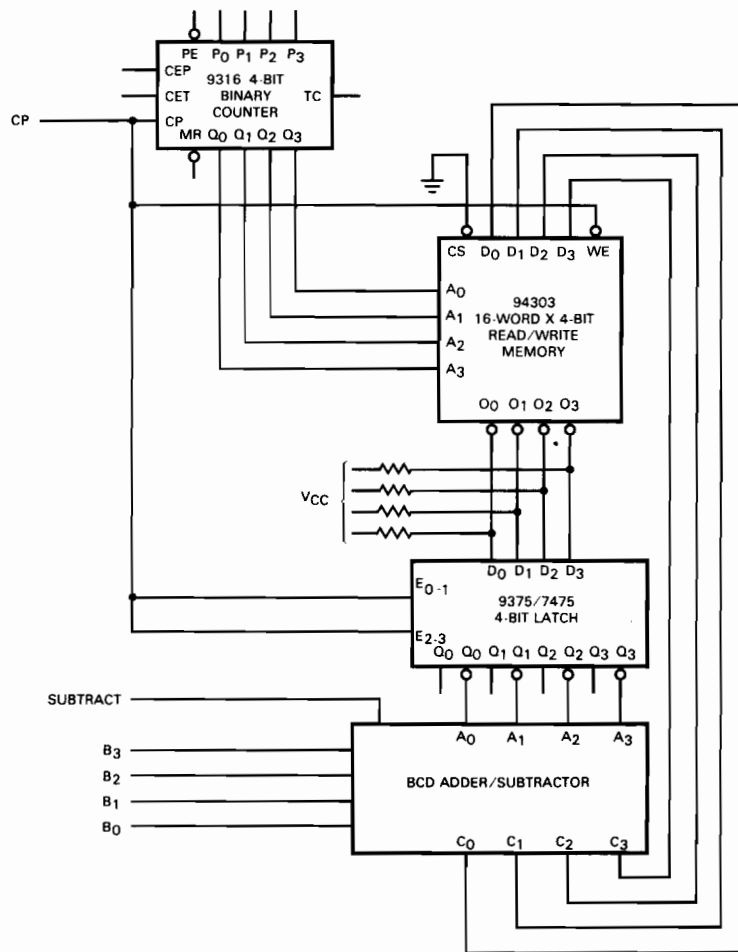 PE P0 P1 P2 P3
CEP
9316 4-BIT
BINARY
COUNTER
CET
TC
CP
CP
MR Q0 Q1 Q2 Q3
CS D0 D1 D2 D3 WE
A0
A1
A2
A3
94303
16-WORD X 4-BIT
READ/WRITE
MEMORY
O0 O1 O2 O3
VCC
D0 D1 D2 D3
E0-1
9375/7475
4-BIT LATCH
E2-3
Q0 Q0 Q1 Q1 Q2 Q2 Q3 Q3
SUBTRACT
A0 A1 A2 A3
B3
B2
B1
B0
BCD ADDER/SUBTRACTOR
C0 C1 C2 C3